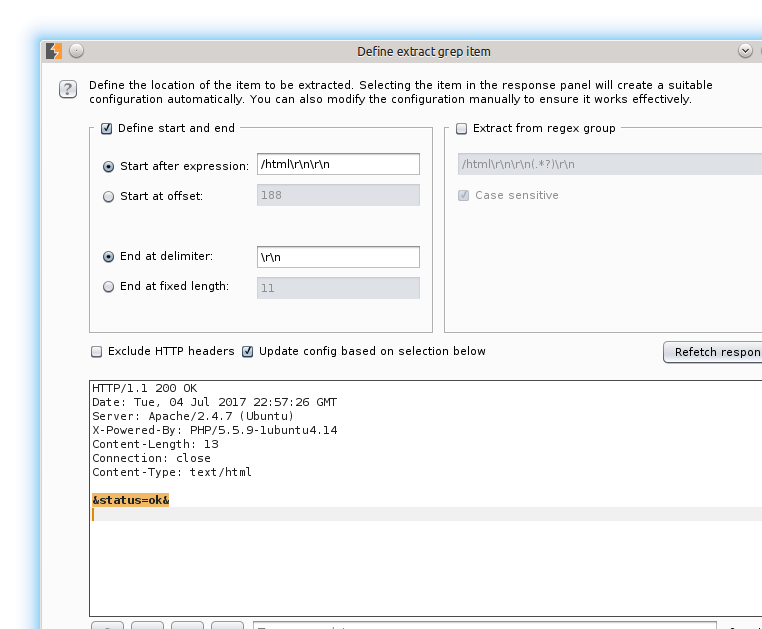 Define extract grep item
Define the location of the item to be extracted. Selecting the item in the response panel will create a suitable
configuration automatically. You can also modify the configuration manually to ensure it works effectively.
Define start and end
Start after expression: /html\r\n\r\n
Start at offset: 188
End at delimiter: \r\n
End at fixed length: 11
Extract from regex group
/html\r\n\r\n(.*?)\r\n
Case sensitive
Exclude HTTP headers Update config based on selection below
Refetch respon
HTTP/1.1 200 OK
Date: Tue, 04 Jul 2017 22:57:26 GMT
Server: Apache/2.4.7 (Ubuntu)
X-Powered-By: PHP/5.5.9-1ubuntu4.14
Content-Length: 13
Connection: close
Content-Type: text/html
&status=ok&